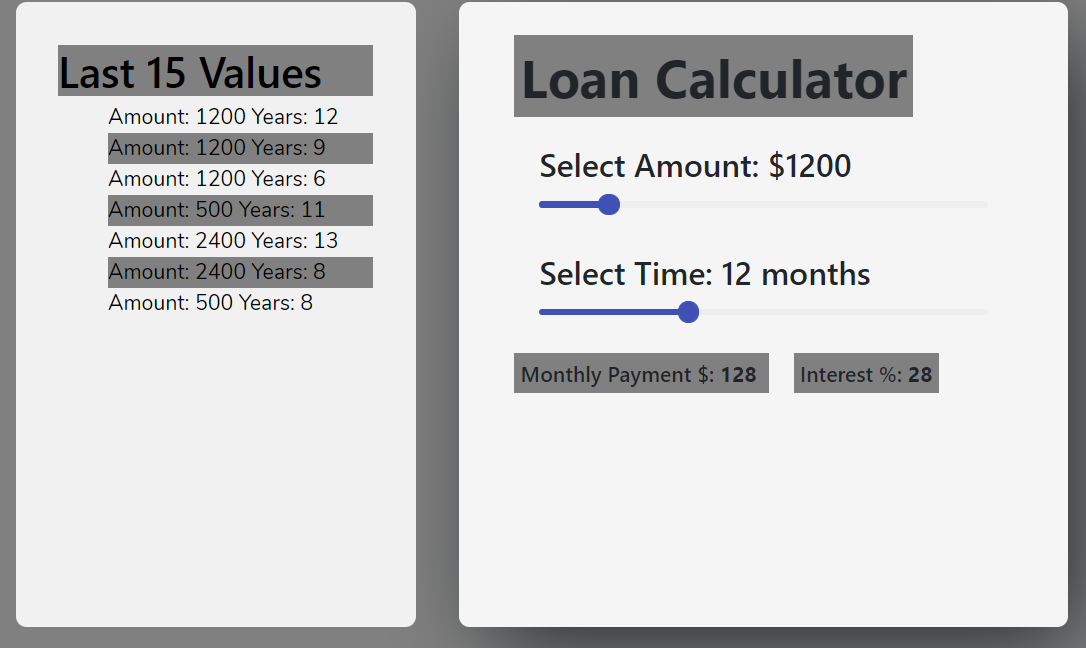 Last 15 Values
Amount: 1200 Years: 12
Amount: 1200 Years: 9
Amount: 1200 Years: 6
Amount: 500 Years: 11
Amount: 2400 Years: 13
Amount: 2400 Years: 8
Amount: 500 Years: 8
Loan Calculator
Select Amount: $1200
Select Time: 12 months
Monthly Payment $: 128
Interest %: 28